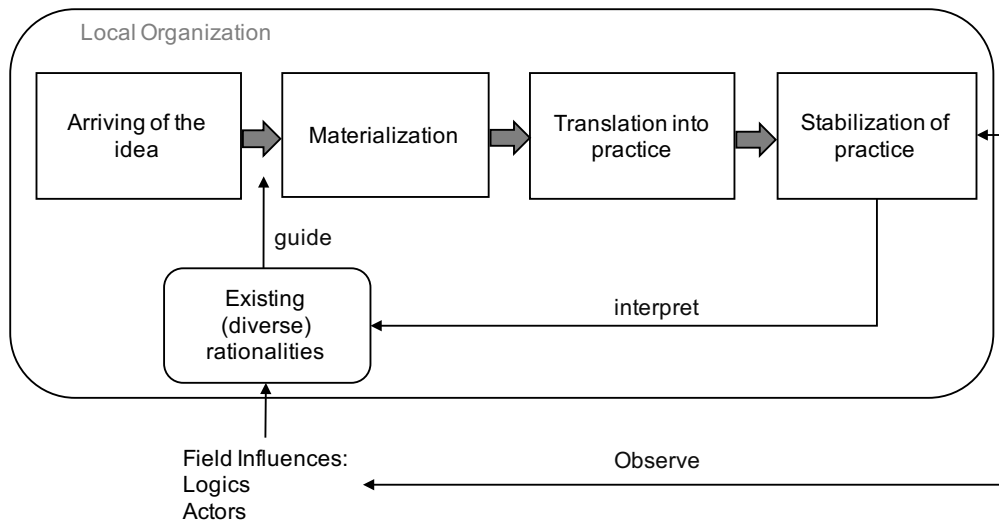 Local Organization
Arriving of the
idea
Materialization
Translation into
practice
Stabilization of
practice
guide
Existing
(diverse)
rationalities
interpret
Field Influences:
Logics
Actors
Observe